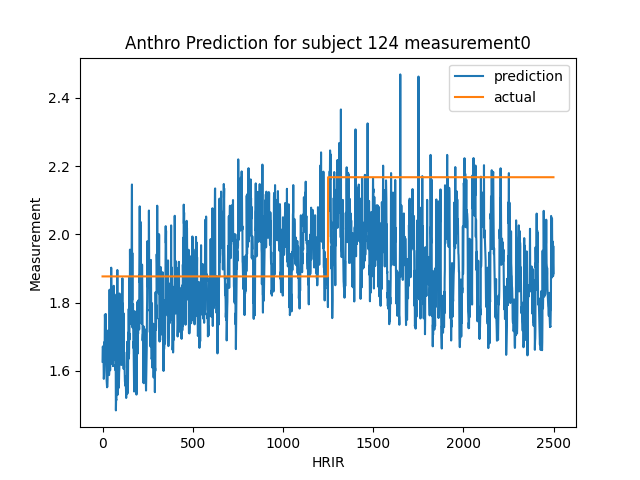 Anthro Prediction for subject 124 measurement0
prediction
actual
2.4
2.2
2.0
1.8
1.6
Measurement
0
500
1000
1500
2000
2500
HRIR